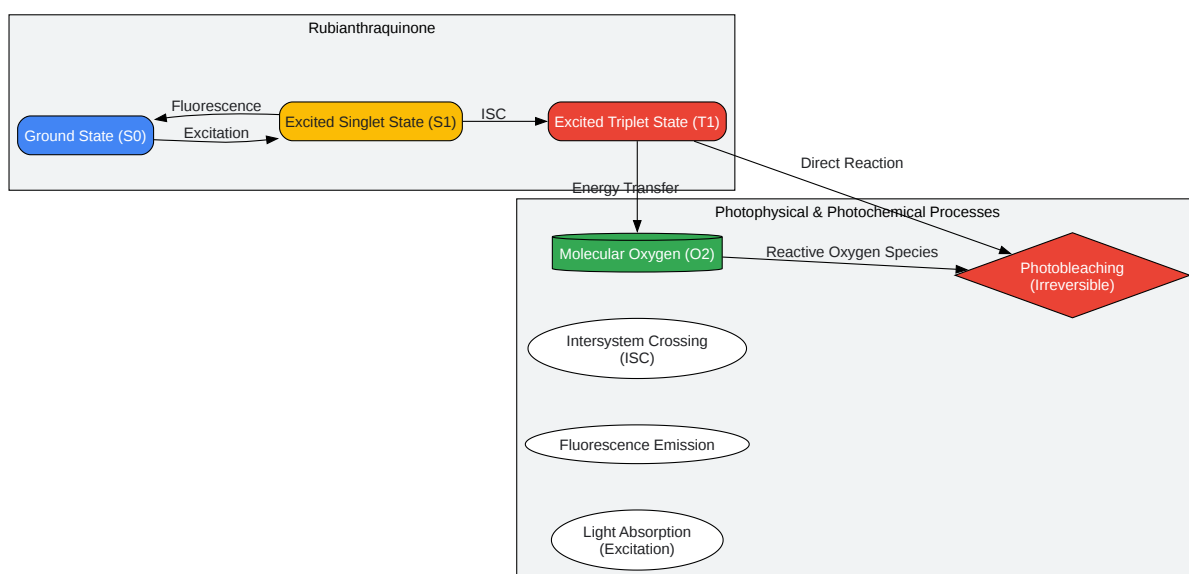 Rubianthraquinone
Fluorescence
Excitation
Ground State (S0)
Excited Singlet State (S1)
ISC
Excited Triplet State (T1)
Direct Reaction
Energy Transfer
Photophysical & Photochemical Processes
Molecular Oxygen (O2)
Reactive Oxygen Species
Photobleaching
(Irreversible)
Intersystem Crossing
(ISC)
Fluorescence Emission
Light Absorption
(Excitation)